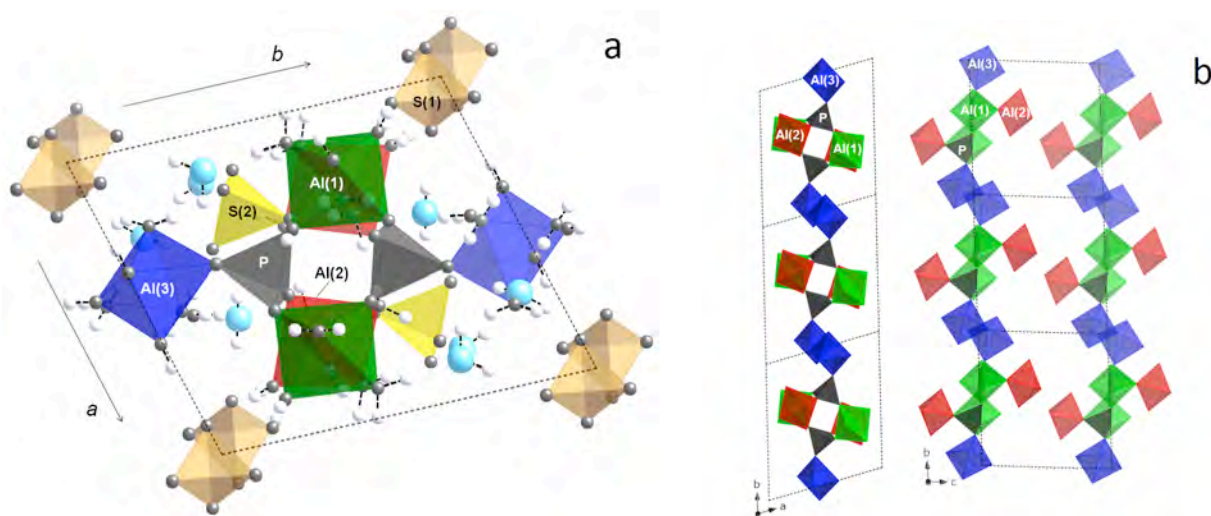 a
b
S(1)
Al(1)
S(2)
P
Al(2)
Al(3)
a
b
Al(3)
P
Al(2)
Al(1)
b
a
Al(3)
Al(1)
Al(2)
P
b
c